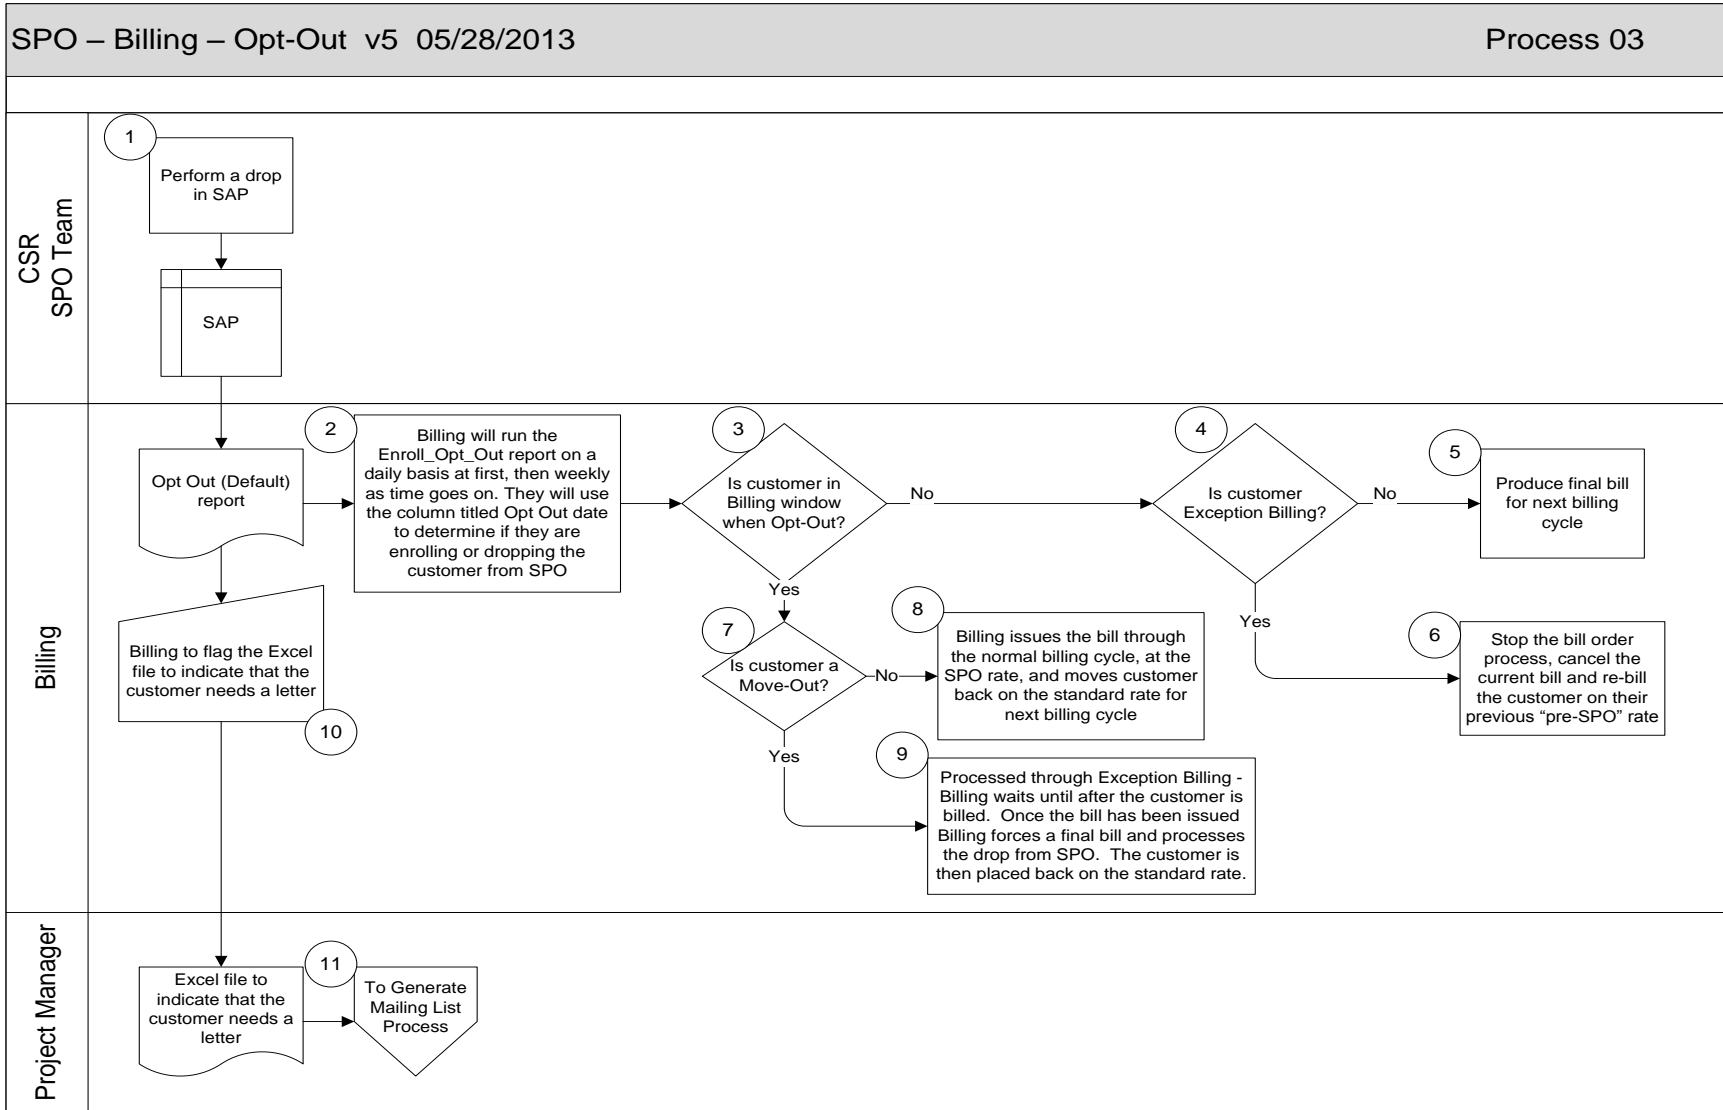 SPO – Billing – Opt-Out  v5  05/28/2013
Process 03
CSR
SPO Team
1
Perform a drop
in SAP
SAP
Billing
Opt Out (Default)
report
2
Billing will run the
Enroll_Opt_Out report on a
daily basis at first, then weekly
as time goes on. They will use
the column titled Opt Out date
to determine if they are
enrolling or dropping the
customer from SPO
3
Is customer in
Billing window
when Opt-Out?
No
Yes
4
Is customer
Exception Billing?
No
Yes
5
Produce final bill
for next billing
cycle
6
Stop the bill order
process, cancel the
current bill and re-bill
the customer on their
previous “pre-SPO” rate
7
Is customer a
Move-Out?
No
Yes
8
Billing issues the bill through
the normal billing cycle, at the
SPO rate, and moves customer
back on the standard rate for
next billing cycle
9
Processed through Exception Billing -
Billing waits until after the customer is
billed.  Once the bill has been issued
Billing forces a final bill and processes
the drop from SPO.  The customer is
then placed back on the standard rate.
Billing to flag the Excel
file to indicate that the
customer needs a letter
10
Project Manager
Excel file to
indicate that the
customer needs a
letter
11
To Generate
Mailing List
Process